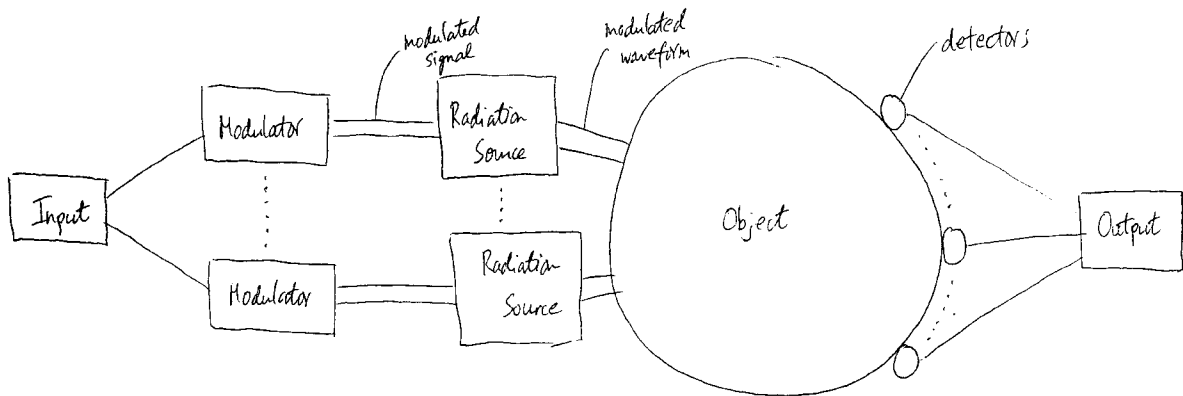 modulated
signal
modulated
waveform
detectors
Modulator
Radiation
Source
Input
Object
Output
Modulator
Radiation
Source